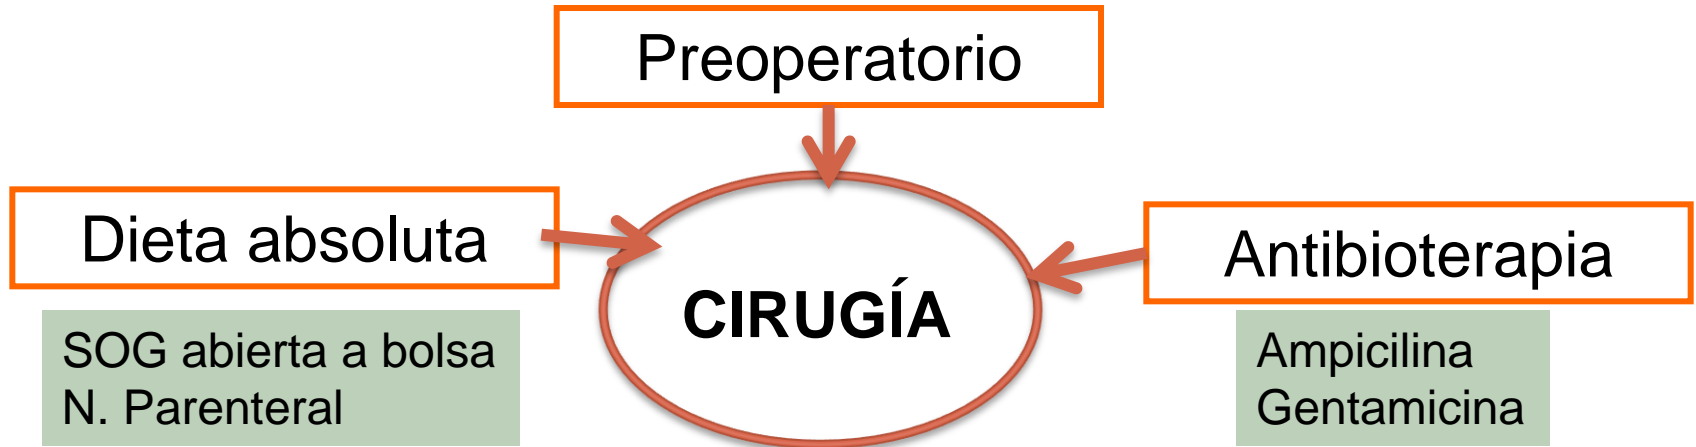 Preoperatorio
Dieta absoluta
SOG abierta a bolsa
N. Parenteral
CIRUGÍA
Antibioterapia
Ampicilina
Gentamicina